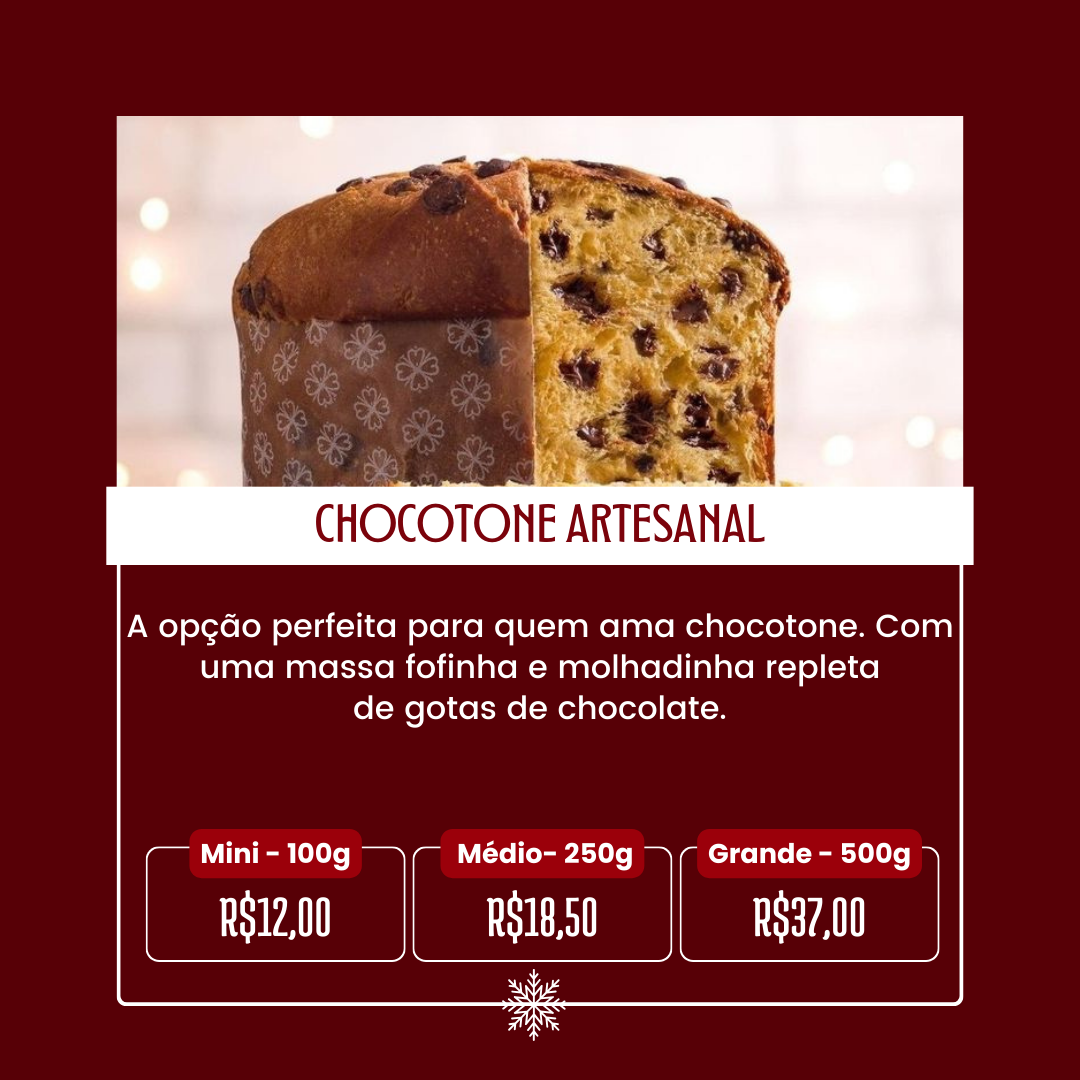 CHOCOTONE ARTESANAL
A opção perfeita para quem ama chocotone. Com
uma massa fofinha e molhadinha repleta
de gotas de chocolate.
Mini - 100g
R$12,00
Médio- 250g
R$18,50
Grande - 500g
R$37,00